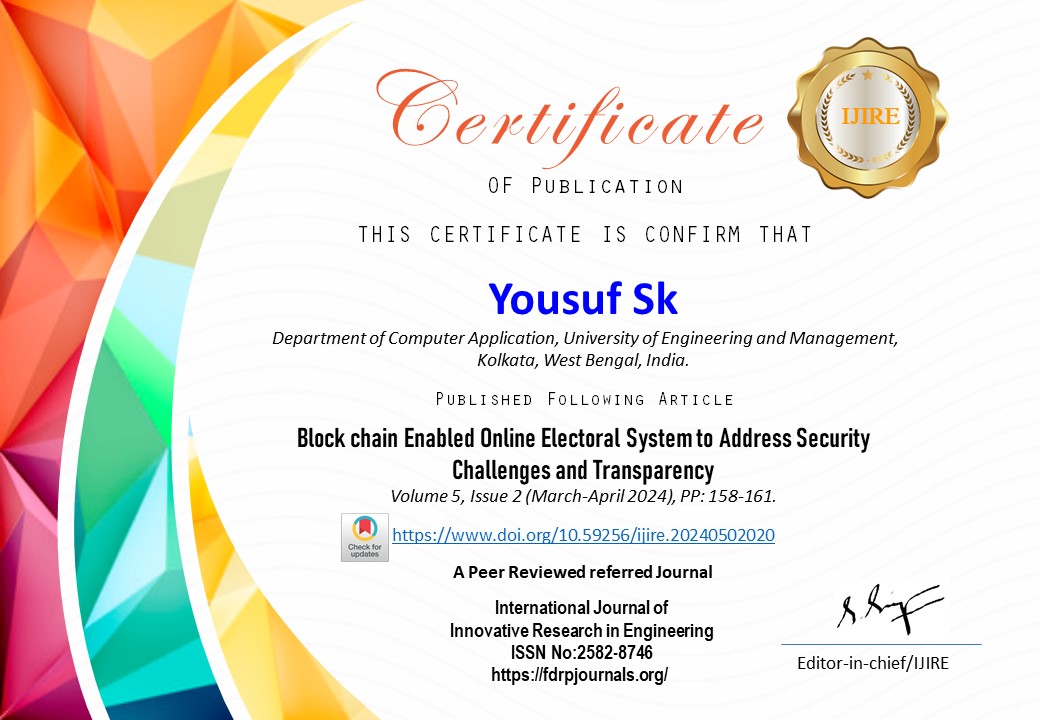 Certificate
IJIRE
OF PUBLICATION
THIS CERTIFICATE IS CONFIRM THAT
Yousuf Sk
Department of Computer Application, University of Engineering and Management,
Kolkata, West Bengal, India.
PUBLISHED FOLLOWING ARTICLE
Block chain Enabled Online Electoral System to Address Security
Challenges and Transparency
Volume 5, Issue 2 (March-April 2024), PP: 158-161.
Check for
updates
https://www.doi.org/10.59256/ijire.20240502020
A Peer Reviewed referred Journal
International Journal of
Innovative Research in Engineering
ISSN No:2582-8746
https://fdrpjournals.org/
Editor-in-chief/IJIRE